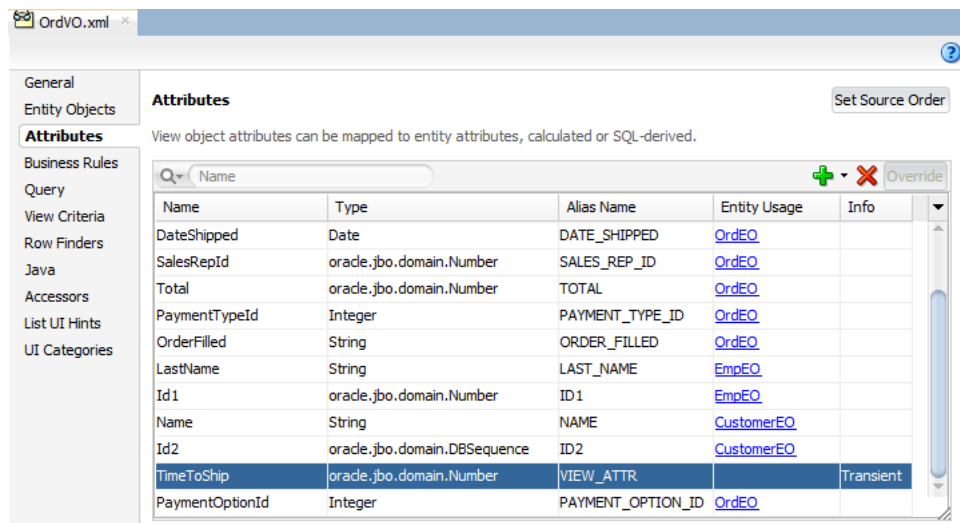 OrdVO.xml
General
Entity Objects
Attributes
Business Rules
Query
View Criteria
Row Finders
Java
Accessors
List UI Hints
UI Categories
Attributes
Set Source Order
View object attributes can be mapped to entity attributes, calculated or SQL-derived.
Name
Override
Name Type Alias Name Entity Usage Info
DateShipped Date DATE_SHIPPED OrdEO
SalesRepId oracle.jbo.domain.Number SALES_REP_ID OrdEO
Total oracle.jbo.domain.Number TOTAL OrdEO
PaymentTypeId Integer PAYMENT_TYPE_ID OrdEO
OrderFilled String ORDER_FILLED OrdEO
LastName String LAST_NAME EmpEO
Id1 oracle.jbo.domain.Number ID1 EmpEO
Name String NAME CustomerEO
Id2 oracle.jbo.domain.DBSequence ID2 CustomerEO
TimeToShip oracle.jbo.domain.Number VIEW_ATTR Transient
PaymentOptionId Integer PAYMENT_OPTION_ID OrdEO